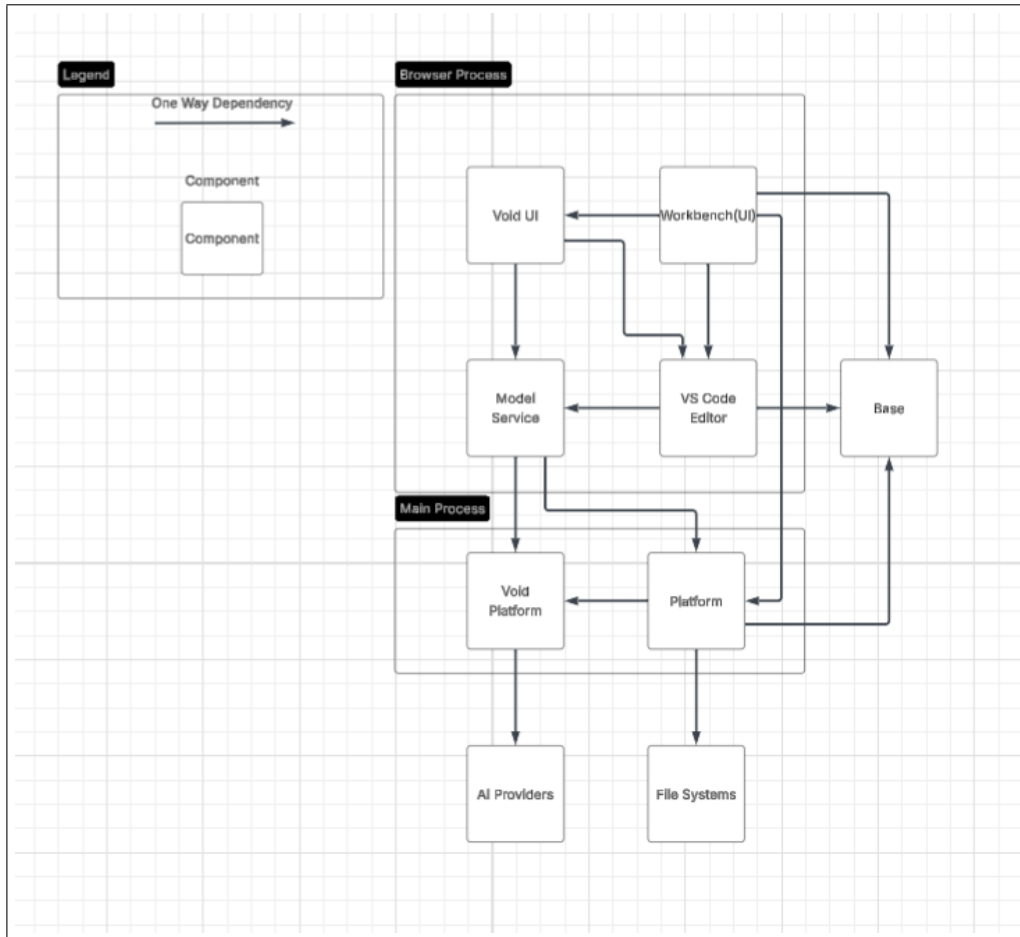 Legend
One Way Dependency
Component
Component
Browser Process
Void UI
Workbench(UI)
Model
Service
VS Code
Editor
Base
Main Process
Void
Platform
Platform
AI Providers
File Systems